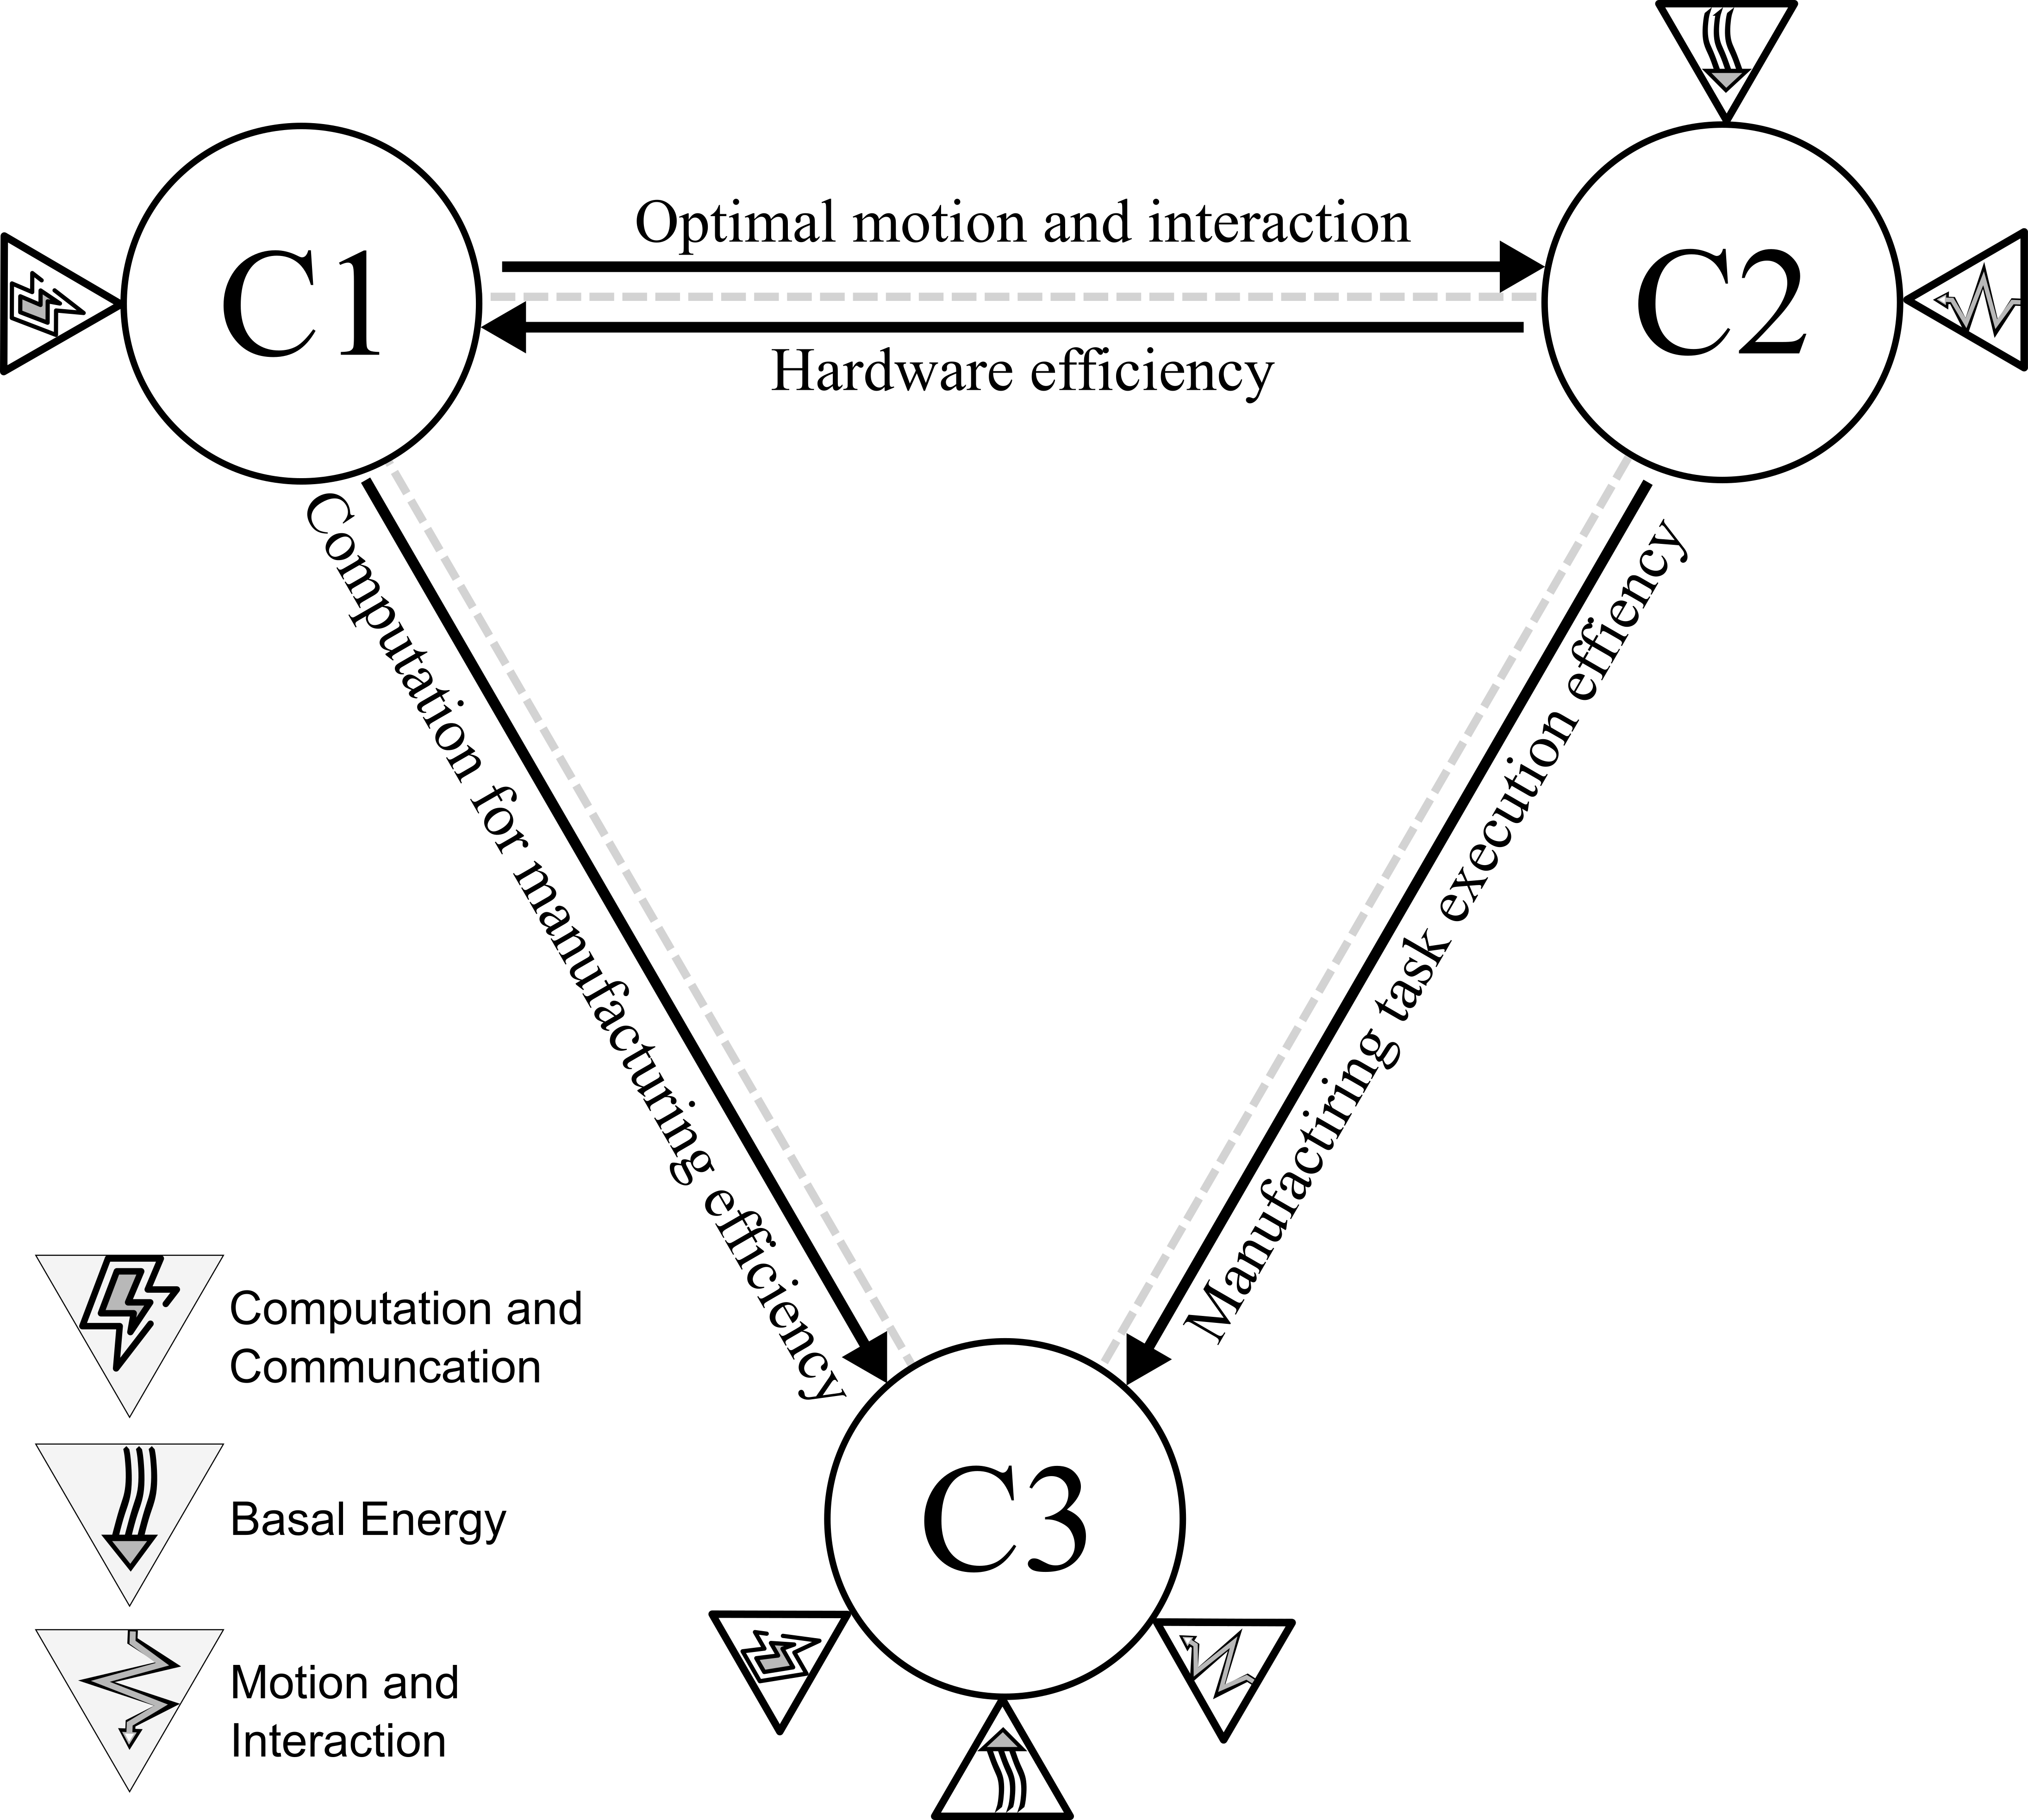 C1
Optimal motion and interaction
Hardware efficiency
C2
Computation for manufacturing efficiency
Manufactiring task execution effiency
C3
Computation and
Communcation
Basal Energy
Motion and
Interaction